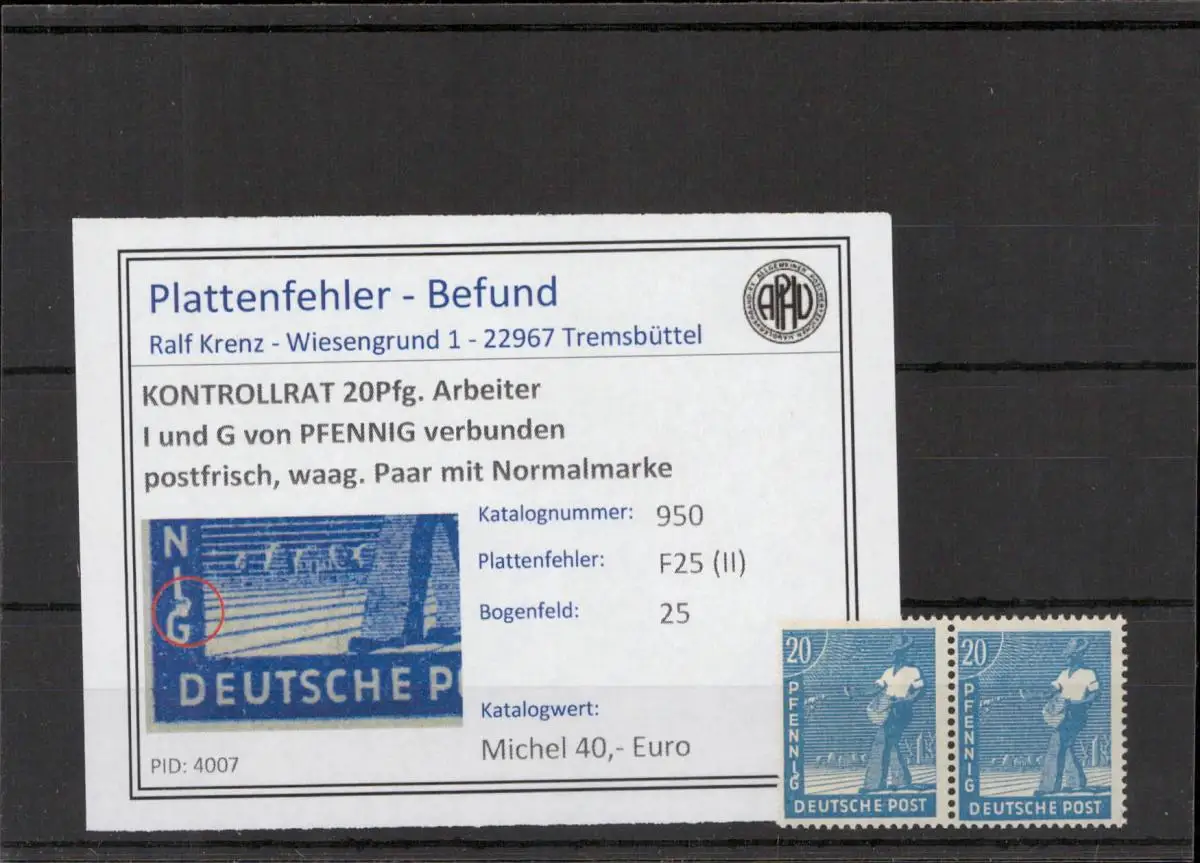 Plattenfehler - Befund
Ralf Krenz - Wiesengrund 1 - 22967 Tremsbüttel
APHV
KONTROLLRAT 20Pfg. Arbeiter
I und G von PFENNIG verbunden
postfrisch, waag. Paar mit Normalmarke
NIG
DEUTSCHE P
Katalognummer: 950
Plattenfehler: F25 (II)
Bogenfeld: 25
Katalogwert:
Michel 40,- Euro
PID: 4007
20
PFENNIG
DEUTSCHE POST
20
PFENNIG
DEUTSCHE POST